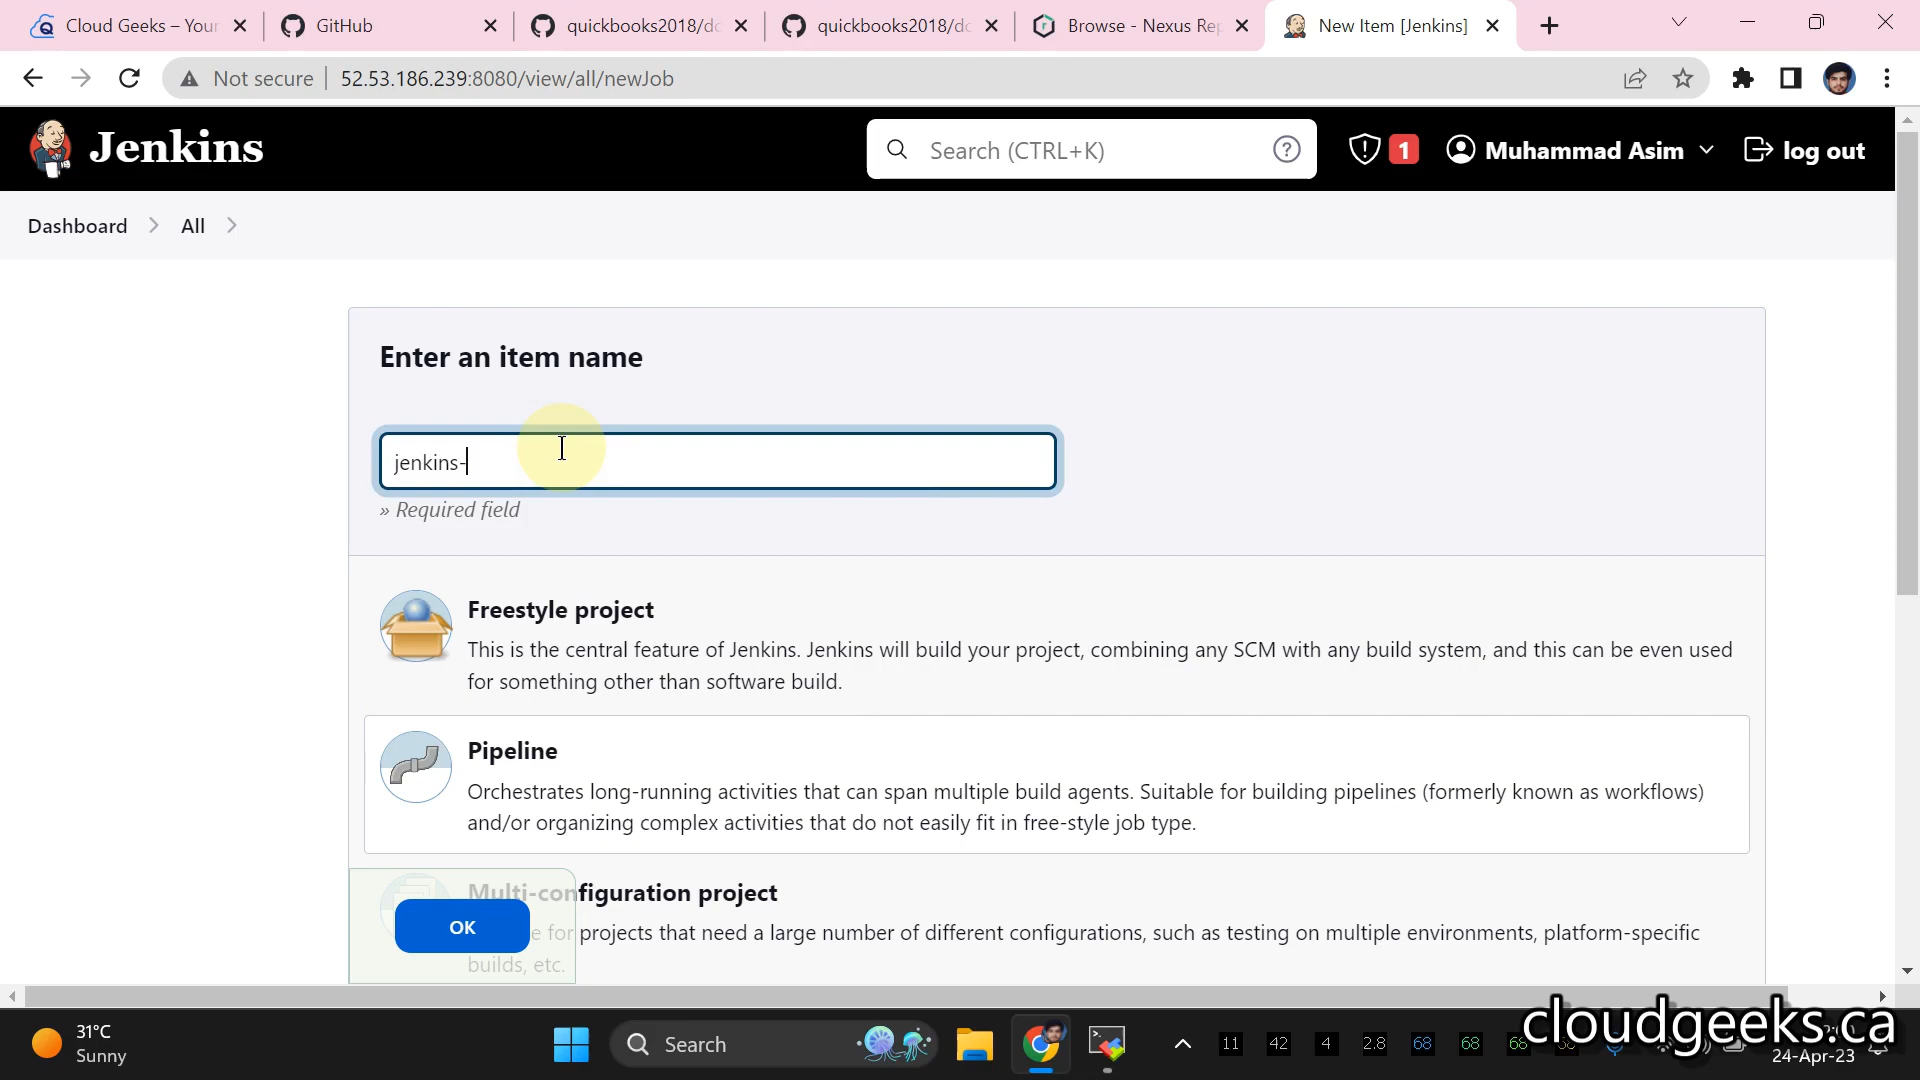 Cloud Geeks – Your
GitHub
quickbooks2018/dc
quickbooks2018/dc
Browse - Nexus Rep
New Item [Jenkins]
Not secure
52.53.186.239:8080/view/all/newJob
Jenkins
Search (CTRL+K)
1
Muhammad Asim
log out
Dashboard
All
Enter an item name
jenkins-
» Required field
Freestyle project
This is the central feature of Jenkins. Jenkins will build your project, combining any SCM with any build system, and this can be even used
for something other than software build.
Pipeline
Orchestrates long-running activities that can span multiple build agents. Suitable for building pipelines (formerly known as workflows)
and/or organizing complex activities that do not easily fit in free-style job type.
Multi-configuration project
OK
e for projects that need a large number of different configurations, such as testing on multiple environments, platform-specific
builds, etc.
cloudgeeks.ca
31°C
Sunny
Search
11
42
4
2.8
68
68
68
24-Apr-23